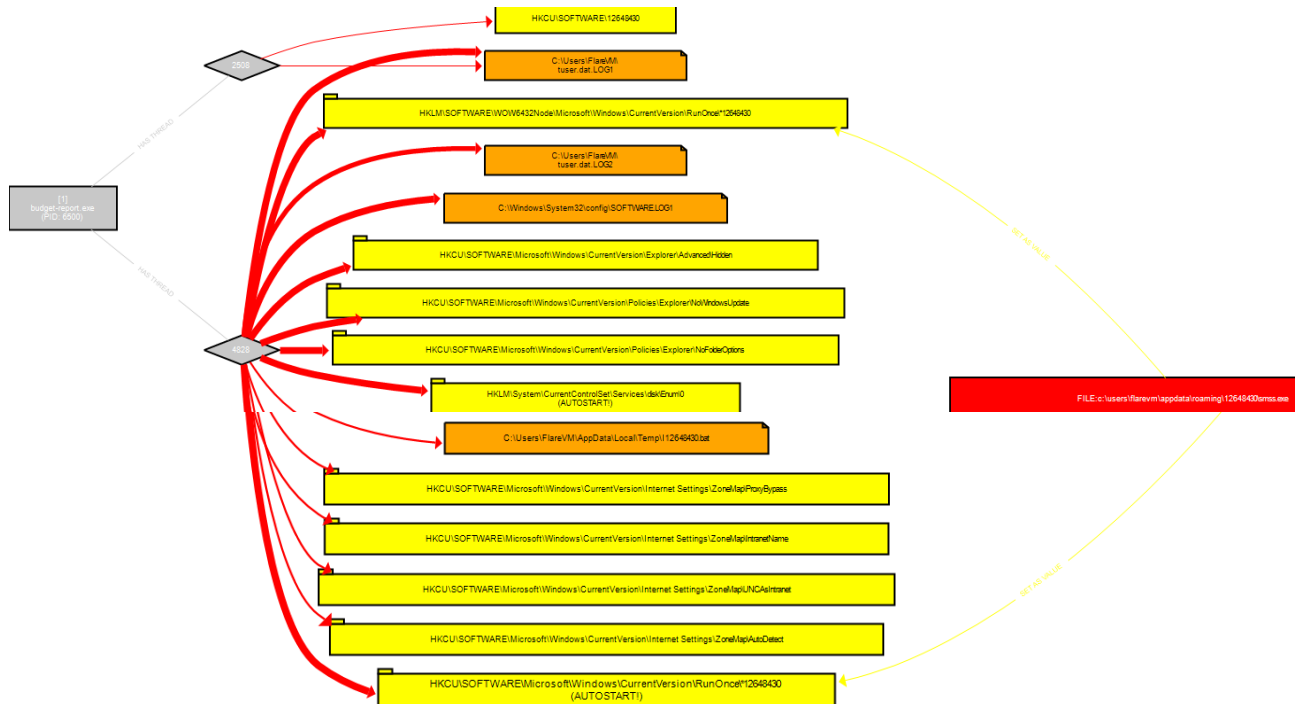 HKCU\SOFTWARE\12648430
2508
C:\Users\FlareVM\
tuser.dat.LOG1
HAS THREAD
HKLM\SOFTWARE\WOW6432Node\Microsoft\Windows\CurrentVersion\RunOnce\*12648430
C:\Users\FlareVM\
tuser.dat.LOG2
[1]
budget-report.exe
(PID: 6500)
C:\Windows\System32\config\SOFTWARE.LOG1
SET AS VALUE
HKCU\SOFTWARE\Microsoft\Windows\CurrentVersion\Explorer\Advanced\Hidden
HAS THREAD
HKCU\SOFTWARE\Microsoft\Windows\CurrentVersion\Policies\Explorer\NoWindowsUpdate
4828
HKCU\SOFTWARE\Microsoft\Windows\CurrentVersion\Policies\Explorer\NoFolderOptions
HKLM\System\CurrentControlSet\Services\disk\Enum\0
(AUTOSTART!)
FILE:c:\users\flarevm\appdata\roaming\12648430\smss.exe
C:\Users\FlareVM\AppData\Local\Temp\I12648430.bat
HKCU\SOFTWARE\Microsoft\Windows\CurrentVersion\Internet Settings\ZoneMap\ProxyBypass
HKCU\SOFTWARE\Microsoft\Windows\CurrentVersion\Internet Settings\ZoneMap\IntranetName
HKCU\SOFTWARE\Microsoft\Windows\CurrentVersion\Internet Settings\ZoneMap\UNCAsIntranet
SET AS VALUE
HKCU\SOFTWARE\Microsoft\Windows\CurrentVersion\Internet Settings\ZoneMap\AutoDetect
HKCU\SOFTWARE\Microsoft\Windows\CurrentVersion\RunOnce\*12648430
(AUTOSTART!)